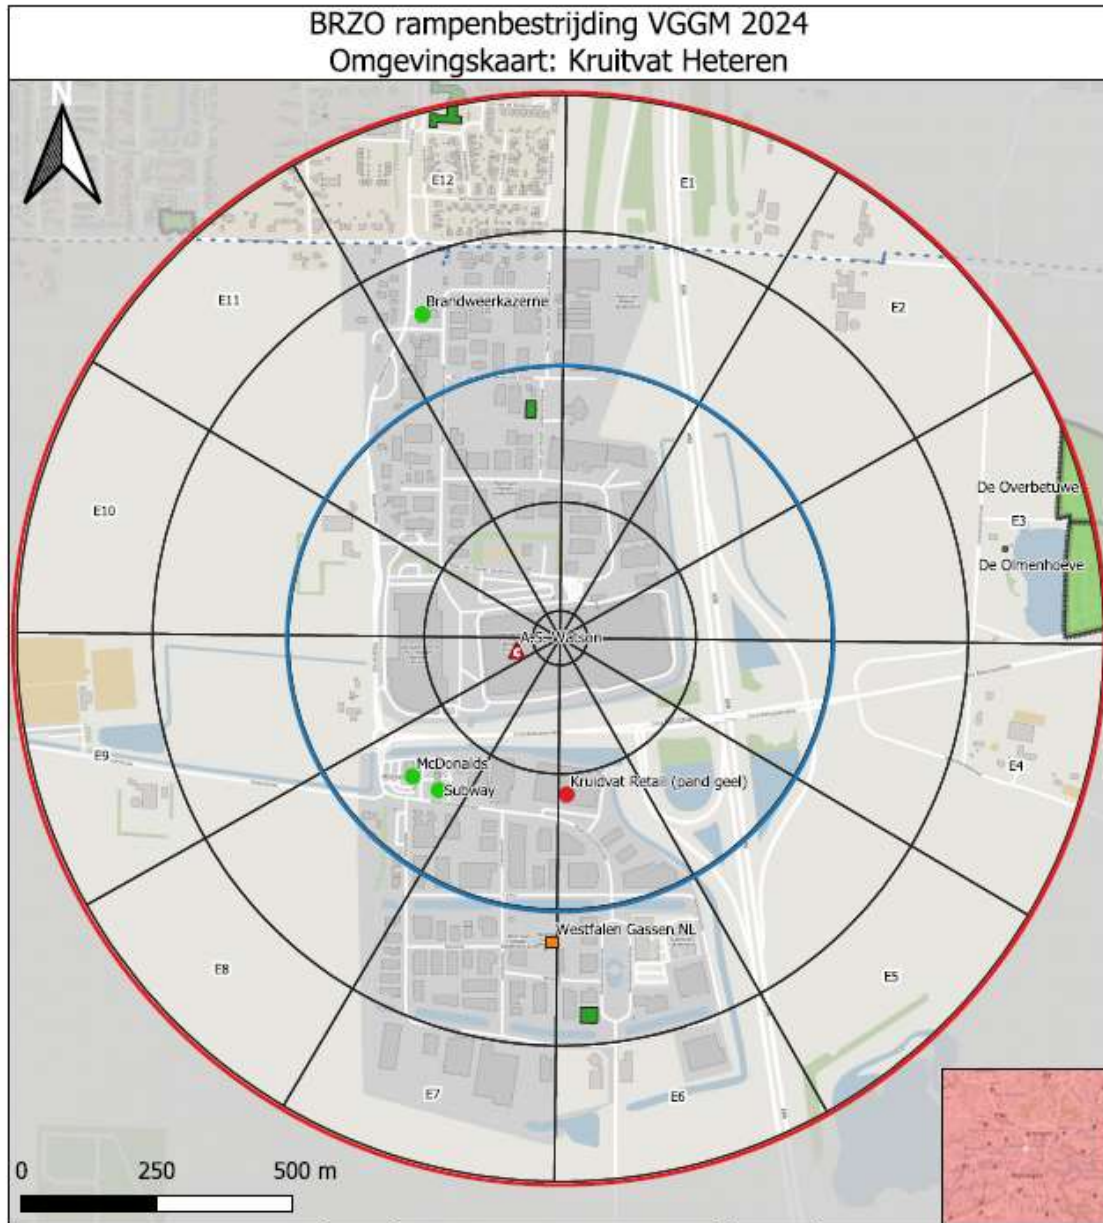 BRZO rampenbestrijding VGGM 2024
Omgevingskaart: Kruitvat Heteren
N
E12
E1
E11
Brandweerkazerne
E2
De Overbetuwe
E10
E3
De Olmenhoeve
A.S. Watson
E9
McDonalds
E4
Subway
Kruidvat Retail (pand geel)
Westfalen Gassen NL
E8
E5
E7
E6
0 250 500 m